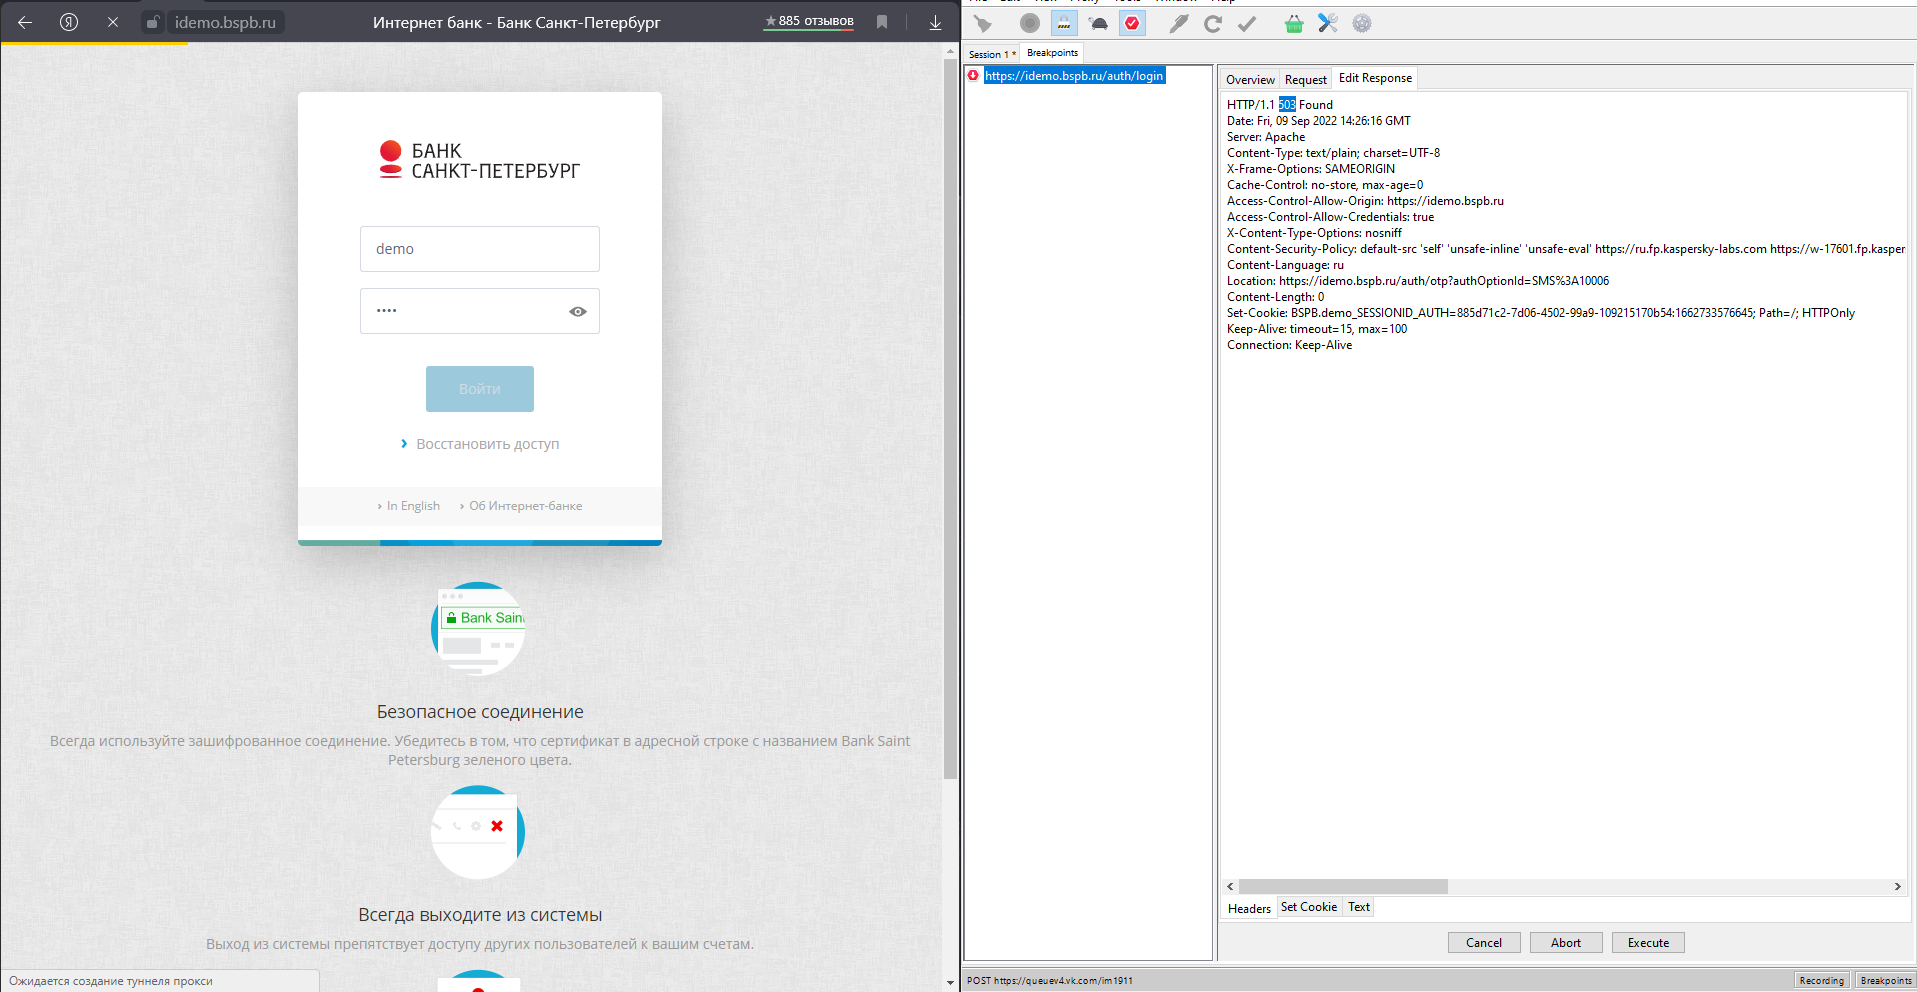 idemo.bspb.ru
Интернет банк - Банк Санкт-Петербург
★885 отзывов
БАНК
САНКТ-ПЕТЕРБУРГ
demo
••••
Войти
› Восстановить доступ
› In English › Об Интернет-банке
Bank Sain
Безопасное соединение
Всегда используйте зашифрованное соединение. Убедитесь в том, что сертификат в адресной строке с названием Bank Saint
Petersburg зеленого цвета.
Всегда выходите из системы
Выход из системы препятствует доступу других пользователей к вашим счетам.
Ожидается создание туннеля прокси
Session 1 * Breakpoints
https://idemo.bspb.ru/auth/login
Overview Request Edit Response
HTTP/1.1 503 Found
Date: Fri, 09 Sep 2022 14:26:16 GMT
Server: Apache
Content-Type: text/plain; charset=UTF-8
X-Frame-Options: SAMEORIGIN
Cache-Control: no-store, max-age=0
Access-Control-Allow-Origin: https://idemo.bspb.ru
Access-Control-Allow-Credentials: true
X-Content-Type-Options: nosniff
Content-Security-Policy: default-src 'self' 'unsafe-inline' 'unsafe-eval' https://ru.fp.kaspersky-labs.com https://w-17601.fp.kasper
Content-Language: ru
Location: https://idemo.bspb.ru/auth/otp?authOptionId=SMS%3A10006
Content-Length: 0
Set-Cookie: BSPB.demo_SESSIONID_AUTH=885d71c2-7d06-4502-99a9-109215170b54:1662733576645; Path=/; HTTPOnly
Keep-Alive: timeout=15, max=100
Connection: Keep-Alive
Headers Set Cookie Text
Cancel Abort Execute
POST https://queuev4.vk.com/im1911
Recording Breakpoints